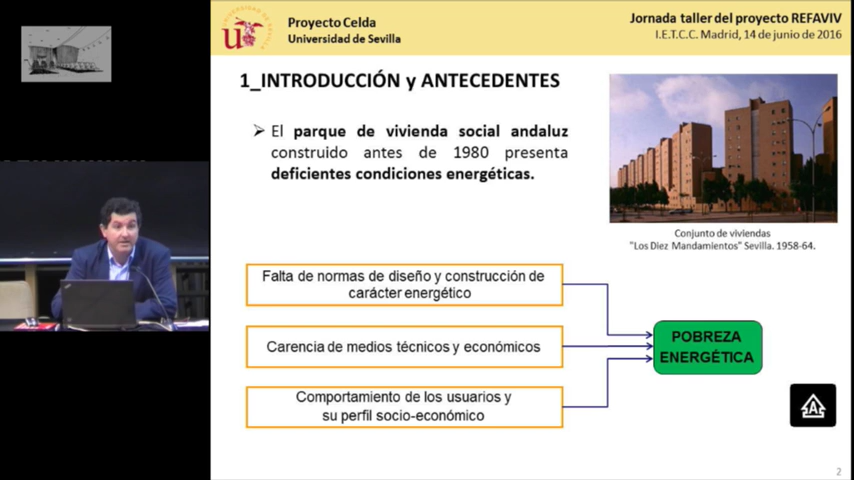 Proyecto Celda
Universidad de Sevilla
Jornada taller del proyecto REFAVIV
I.E.T.C.C. Madrid, 14 de junio de 2016
1_INTRODUCCIÓN y ANTECEDENTES
El parque de vivienda social andaluz
construido antes de 1980 presenta
deficientes condiciones energéticas.
Conjunto de viviendas
"Los Diez Mandamientos" Sevilla. 1958-64.
Falta de normas de diseño y construcción de
carácter energético
Carencia de medios técnicos y económicos
Comportamiento de los usuarios y
su perfil socio-económico
POBREZA
ENERGÉTICA
2